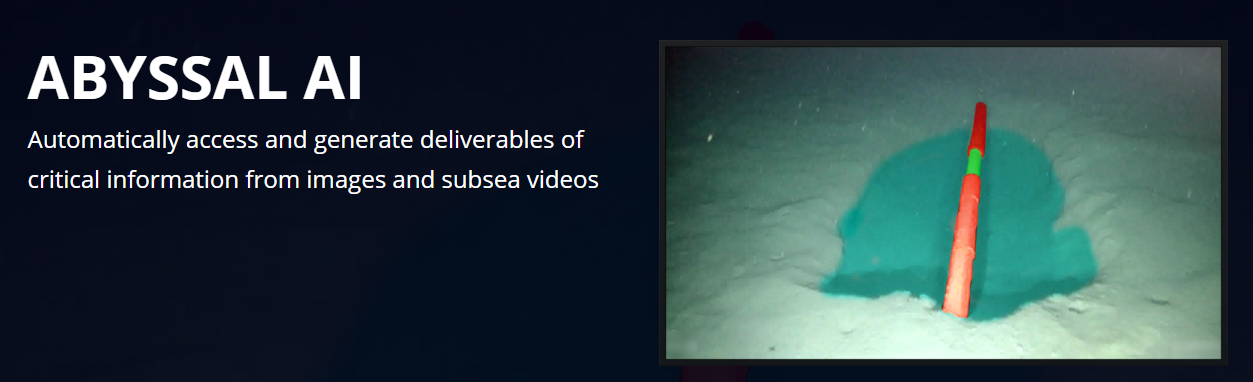 ABYSSAL AI
Automatically access and generate deliverables of
critical information from images and subsea videos